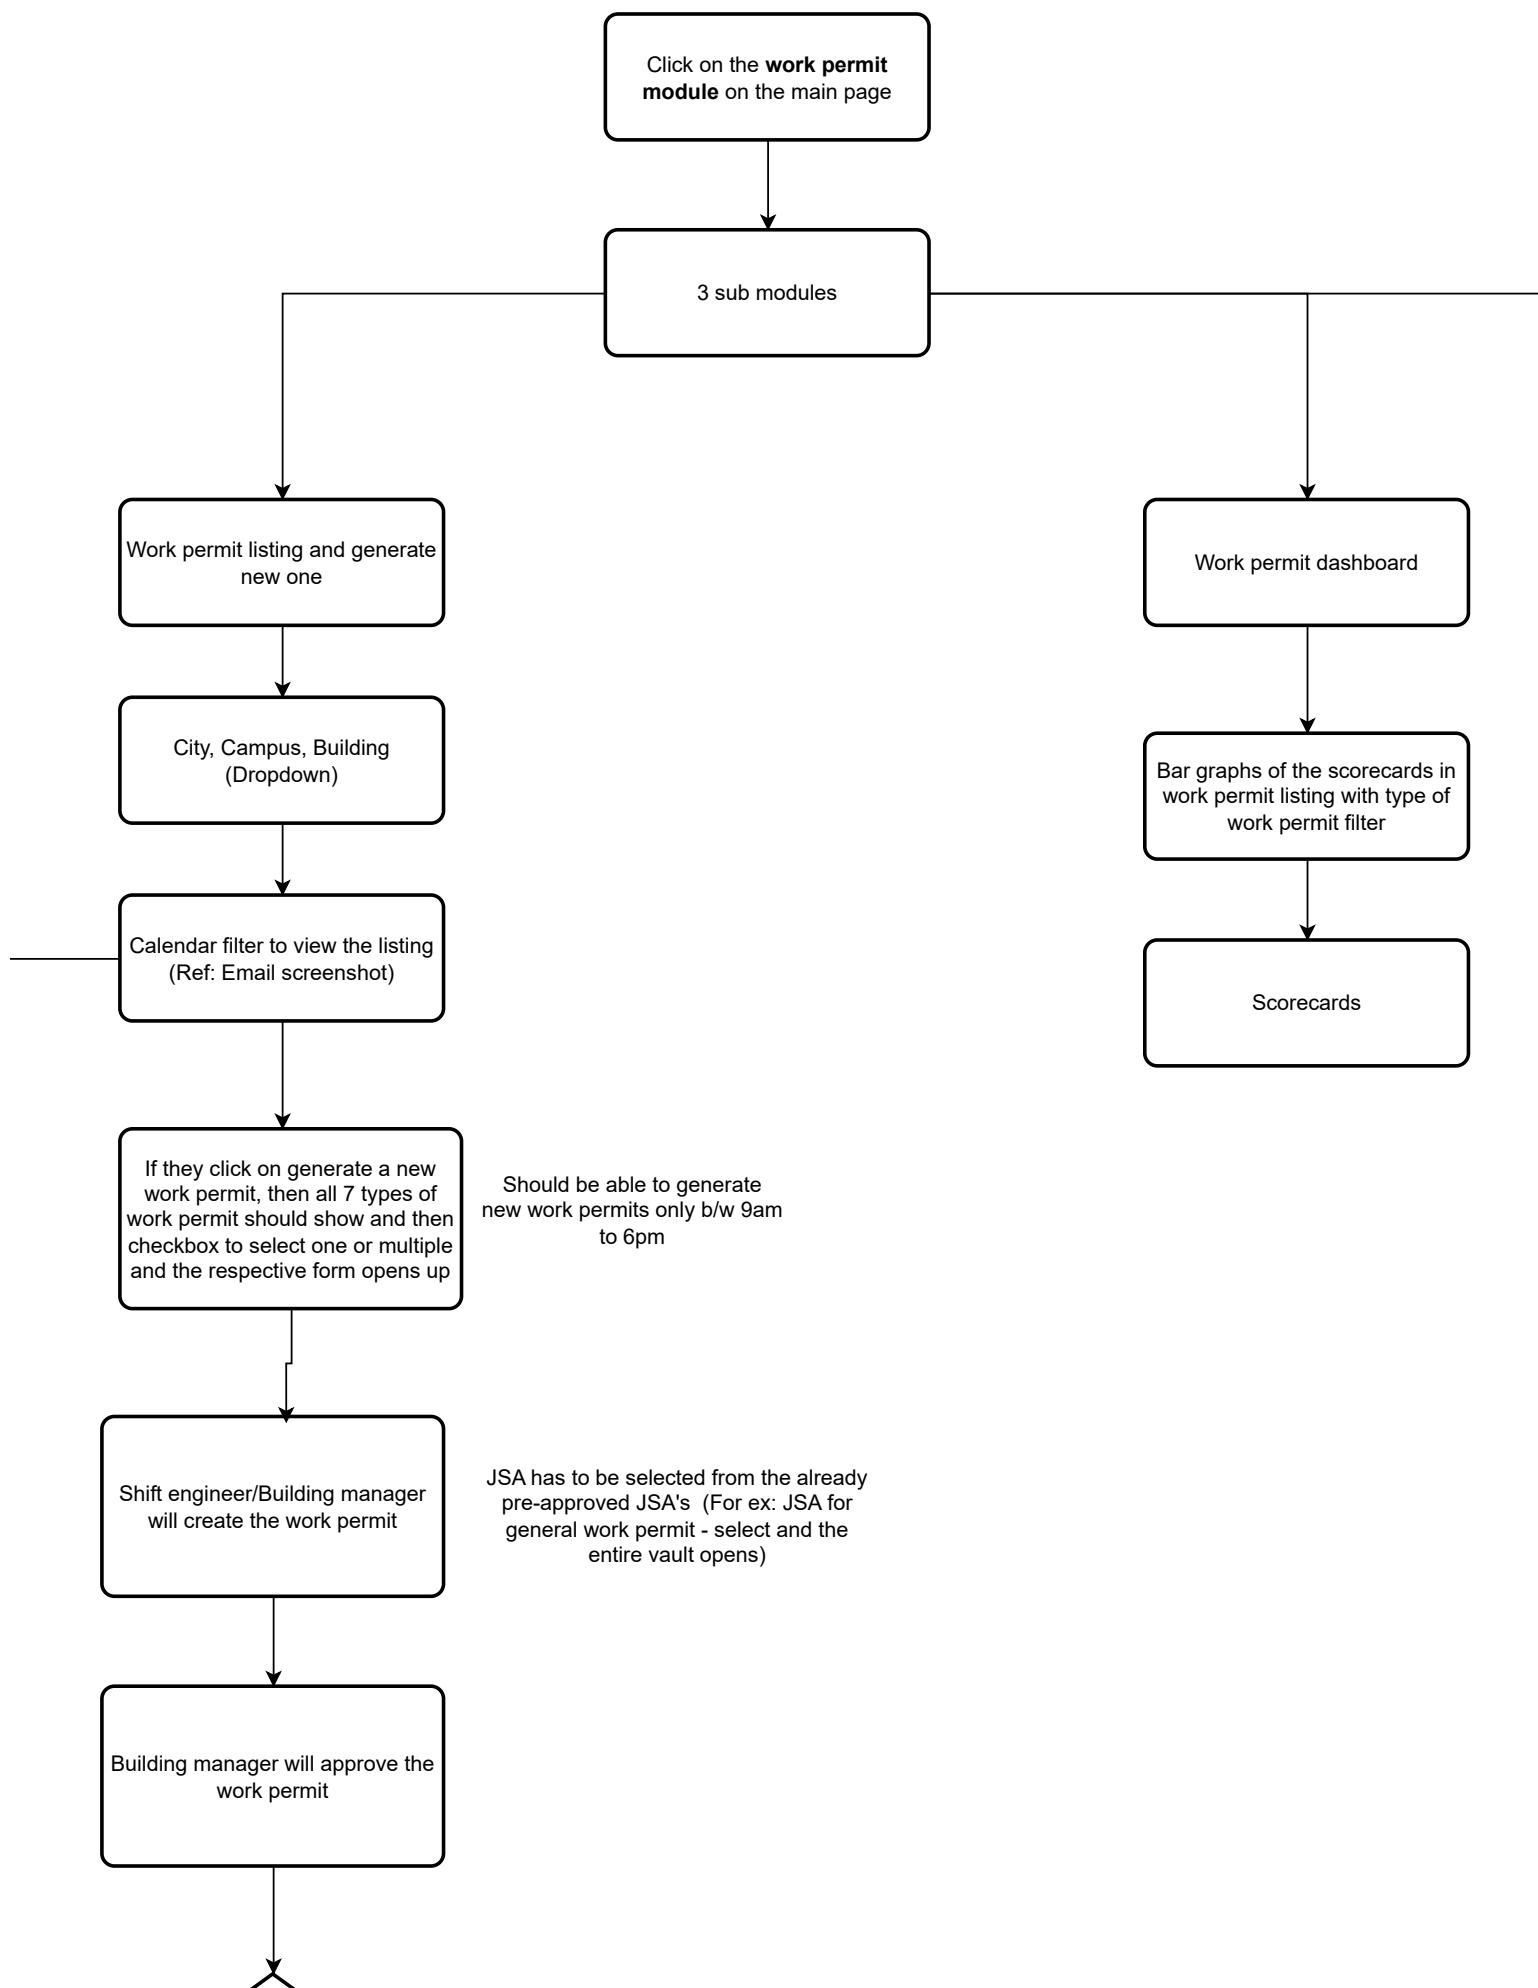 Click on the work permit
module on the main page
3 sub modules
Work permit listing and generate
new one
Work permit dashboard
City, Campus, Building
(Dropdown)
Bar graphs of the scorecards in
work permit listing with type of
work permit filter
Calendar filter to view the listing
(Ref: Email screenshot)
Scorecards
If they click on generate a new
work permit, then all 7 types of
work permit should show and then
checkbox to select one or multiple
and the respective form opens up
Should be able to generate
new work permits only b/w 9am
to 6pm
Shift engineer/Building manager
will create the work permit
JSA has to be selected from the already
pre-approved JSA's (For ex: JSA for
general work permit - select and the
entire vault opens)
Building manager will approve the
work permit